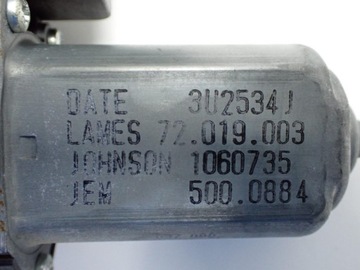 DATE 3U2534J
LAMES 72.019.003
JOHNSON 1060735
JEM 500.0884